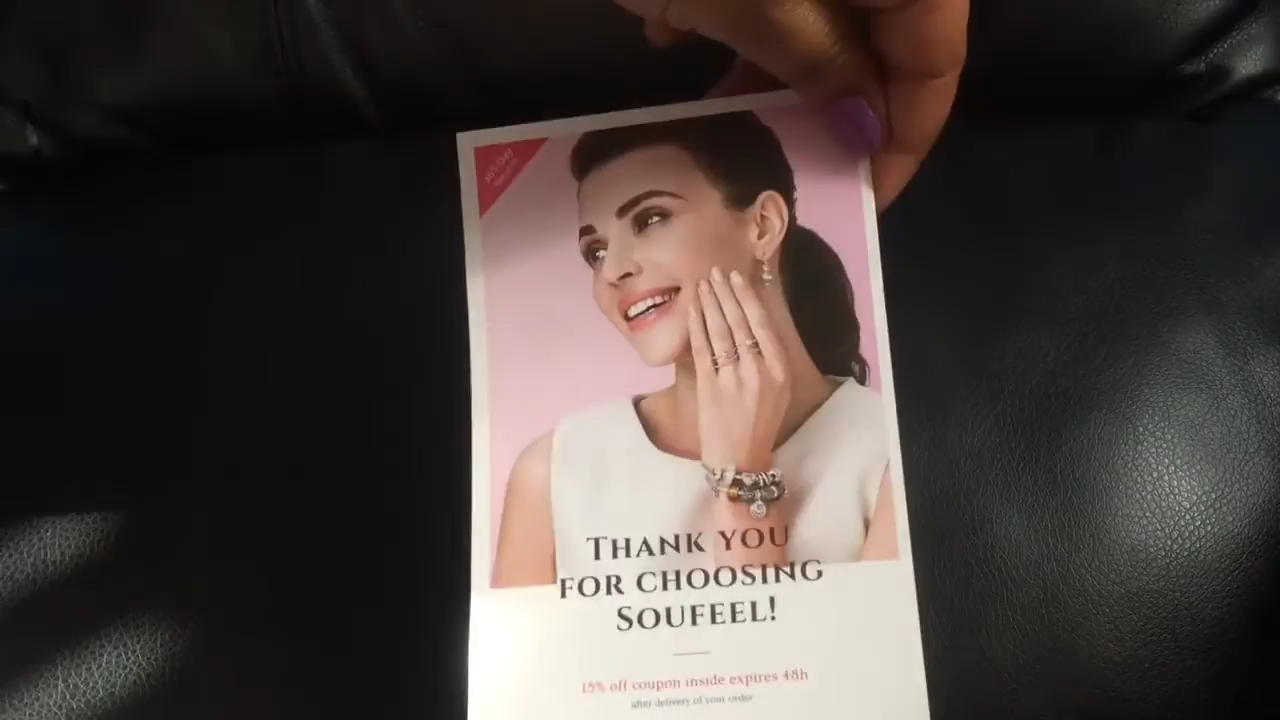 THANK YOU
FOR CHOOSING
SOUFEEL!
15% off coupon inside expires 48h
after delivery of your order